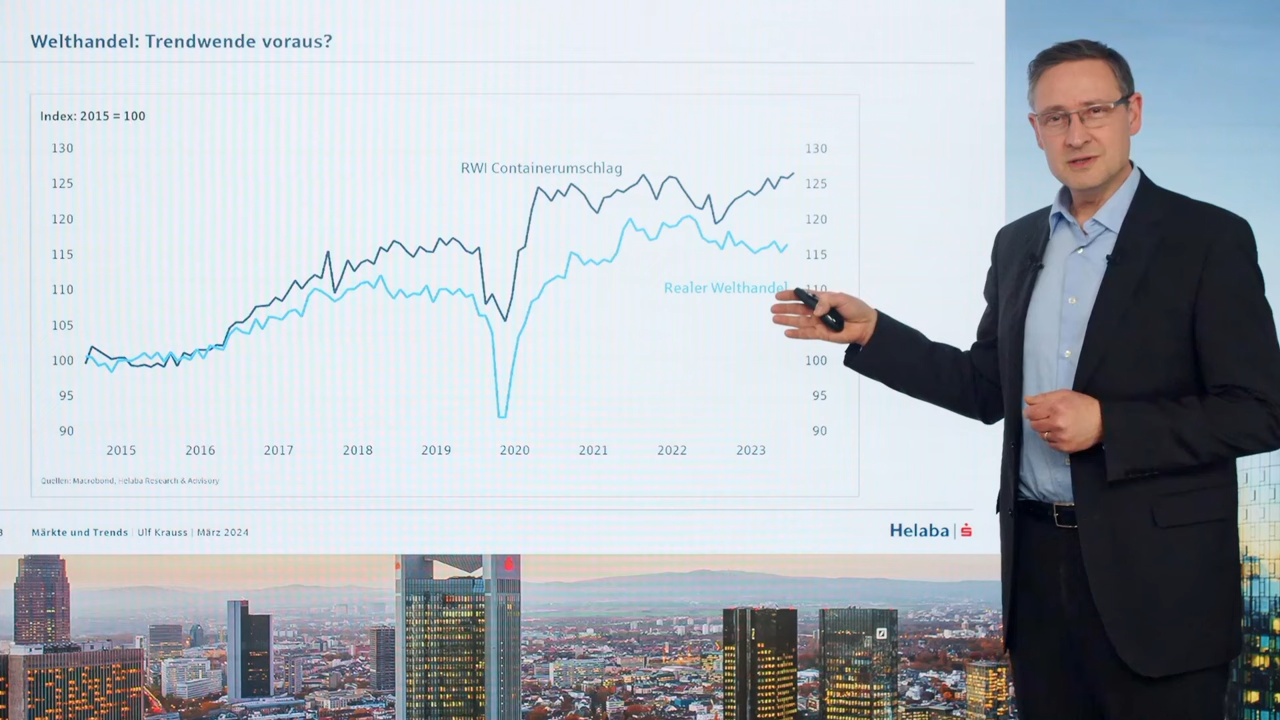 Welthandel: Trendwende voraus?
Index: 2015 = 100
130 130
RWI Containerumschlag
125 125
120 120
115 115
110 110
Realer Welthandel
105
100 100
95 95
90 90
2015 2016 2017 2018 2019 2020 2021 2022 2023
Quellen: Macrobond, Helaba Research & Advisory
8 Märkte und Trends | Ulf Krauss | März 2024
Helaba